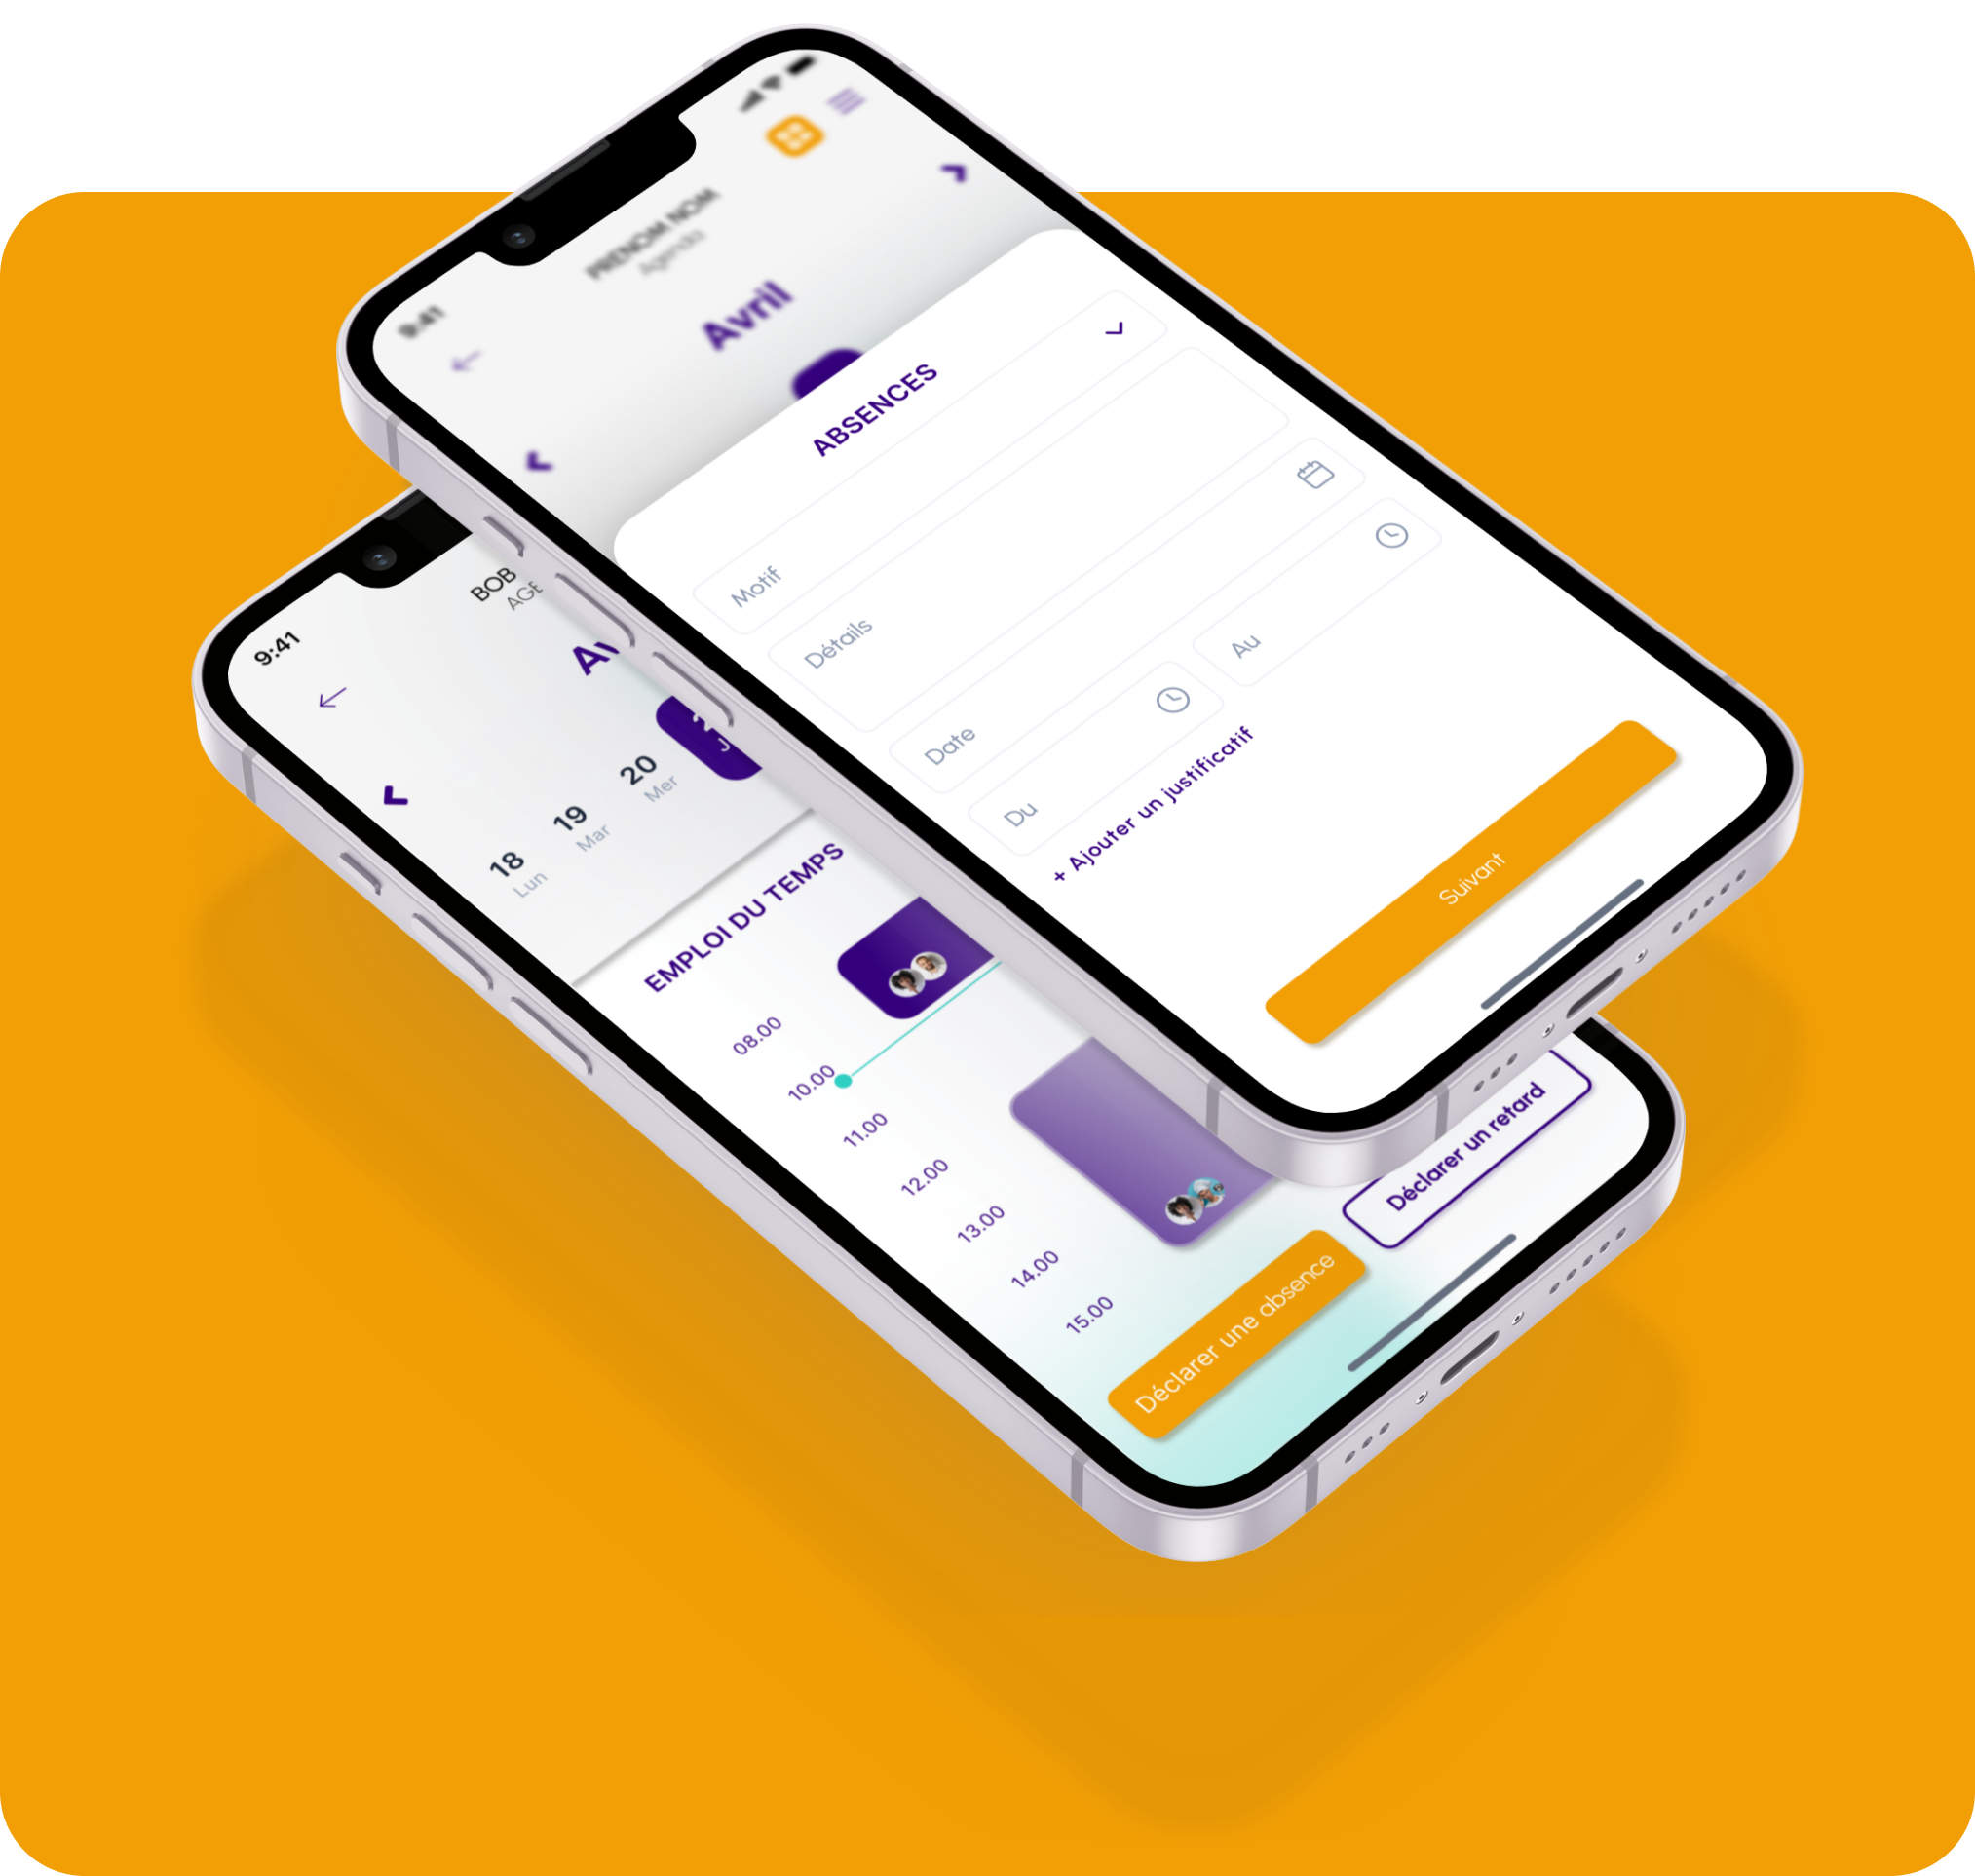 9:41
PRENOM NOM
Agenda
Avril
ABSENCES
Motif
Détails
Date
Du
Au
+ Ajouter un justificatif
Suivant
9:41
BOB
AGE
Av
18
Lun
19
Mar
20
Mer
EMPLOI DU TEMPS
08.00
10.00
11.00
12.00
13.00
14.00
15.00
Déclarer une absence
Déclarer un retard